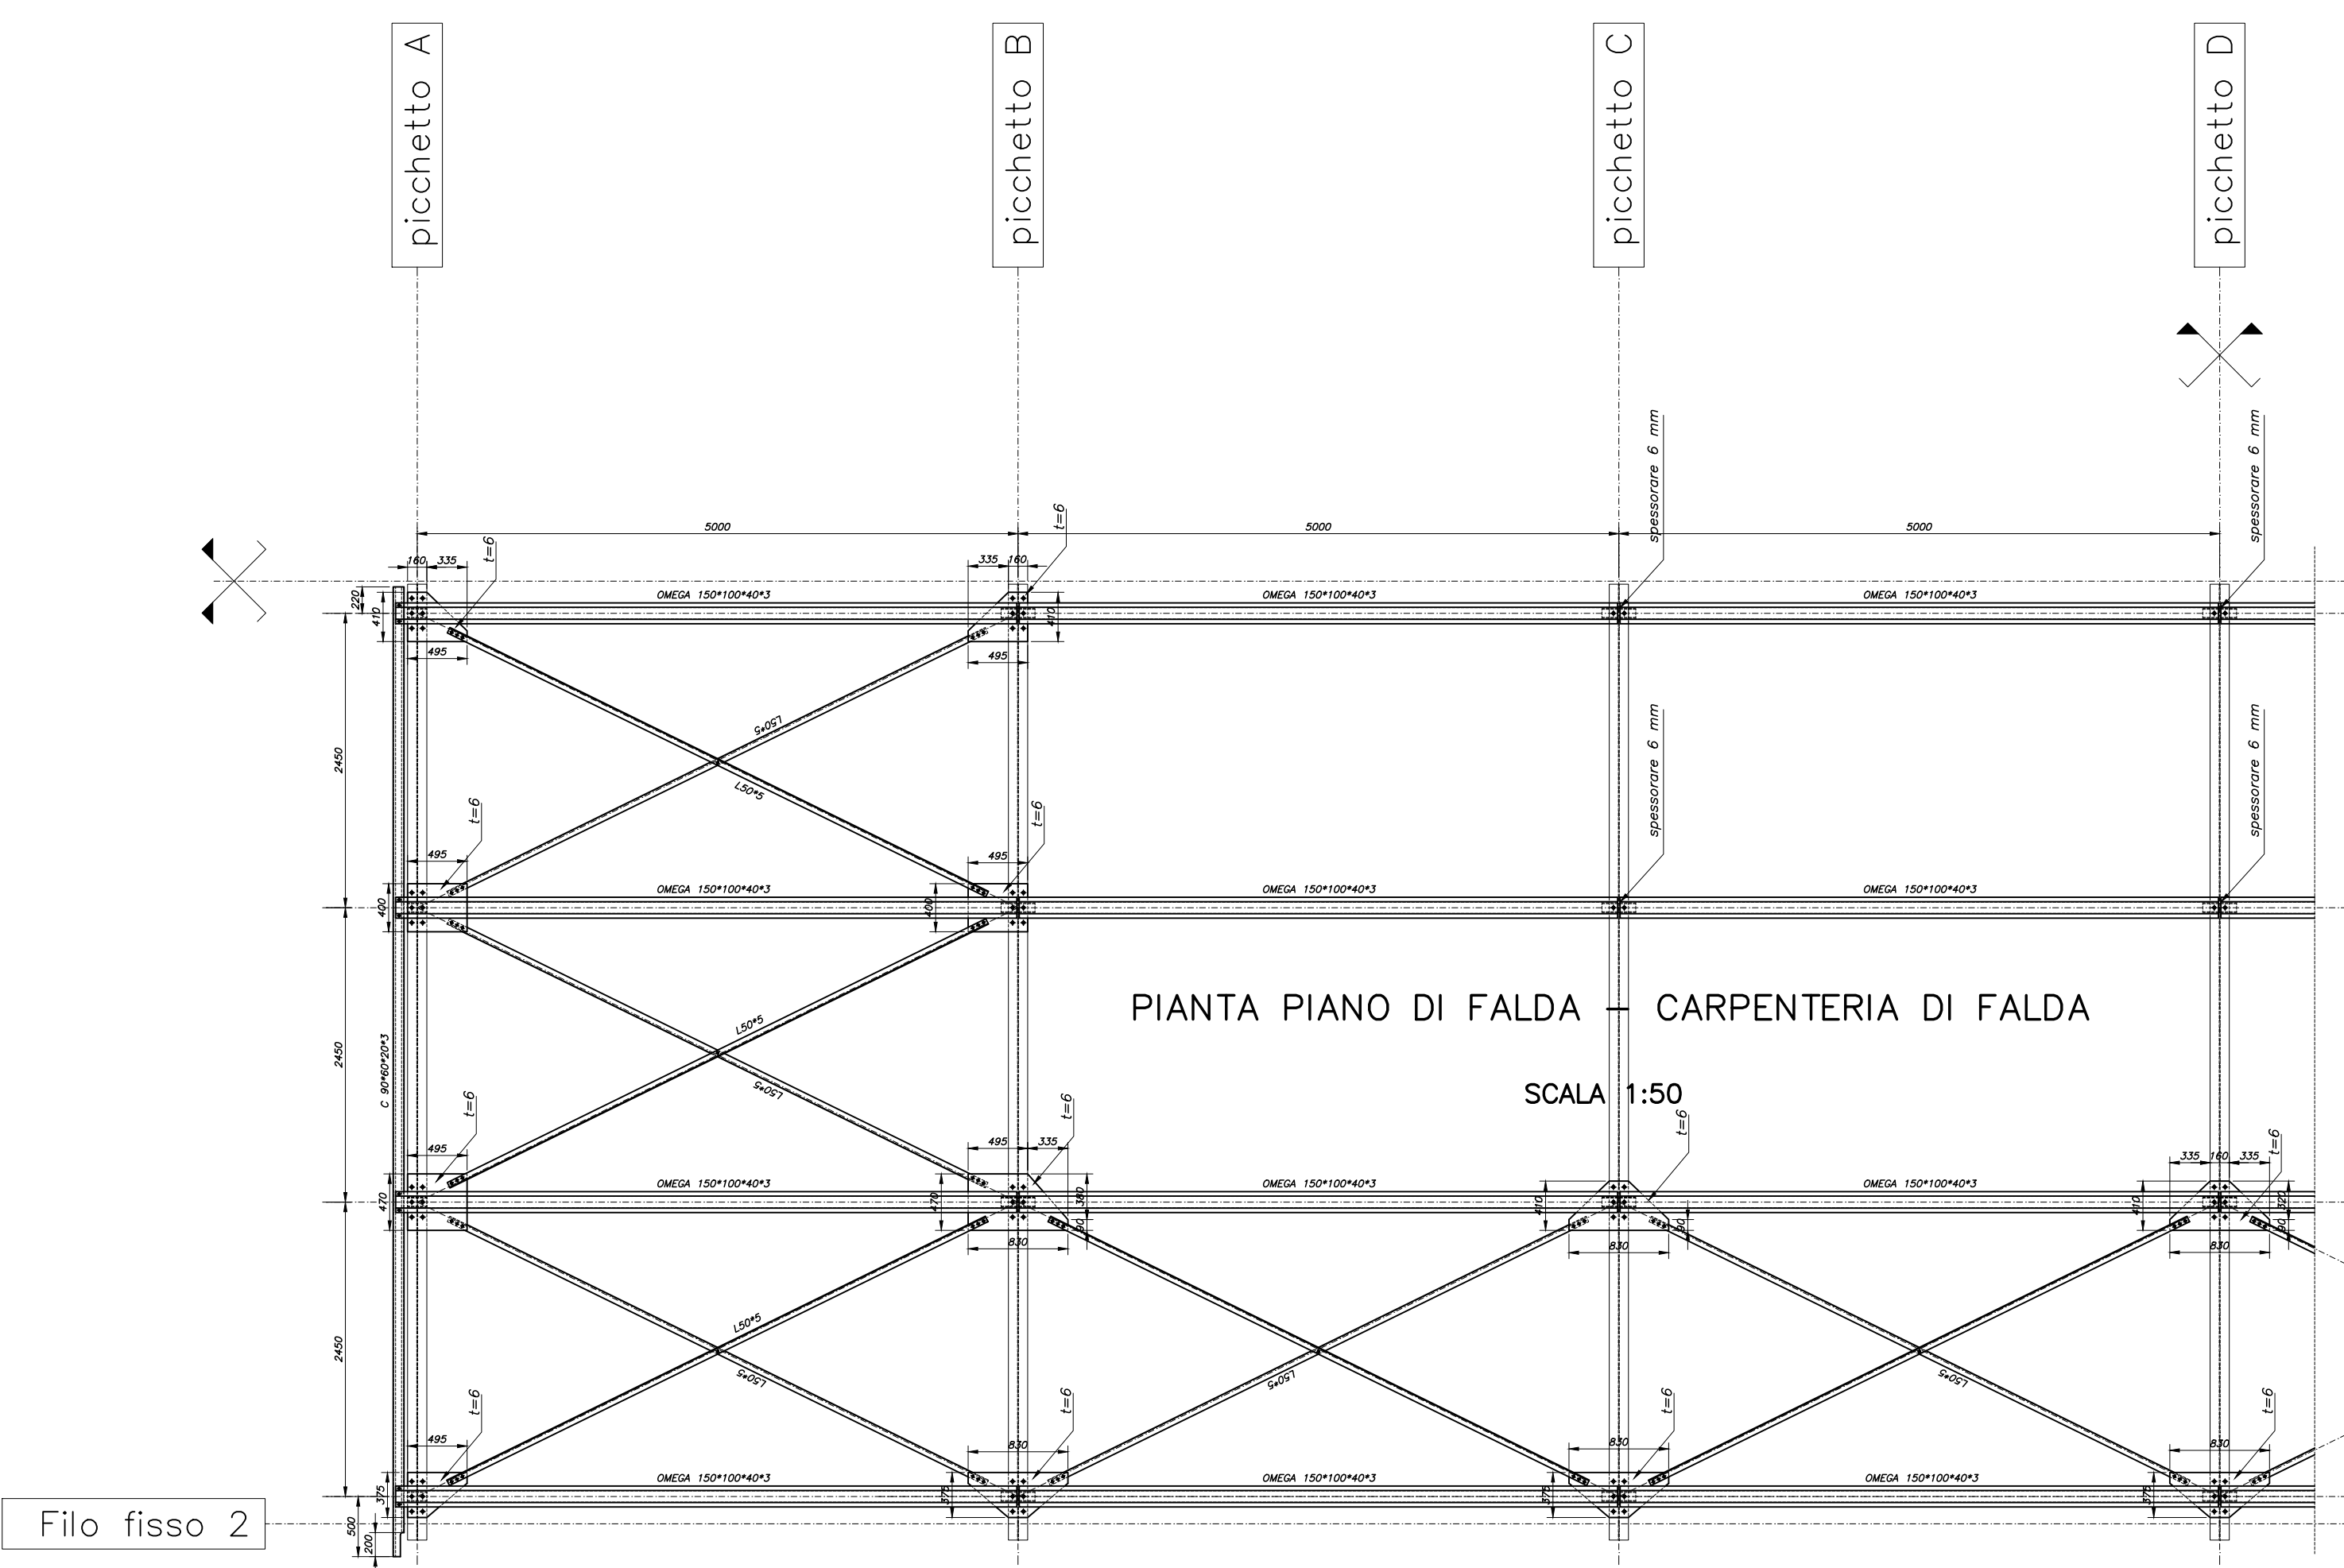 picchetto A
picchetto B
picchetto C
picchetto D
spessorare 6 mm
spessorare 6 mm
5000
5000
5000
t=6
t=6
160
335
335
160
220
410
410
OMEGA 150*100*40*3
OMEGA 150*100*40*3
OMEGA 150*100*40*3
495
495
L50*5
L50*5
2450
spessorare 6 mm
spessorare 6 mm
t=6
t=6
495
495
400
400
OMEGA 150*100*40*3
OMEGA 150*100*40*3
OMEGA 150*100*40*3
PIANTA PIANO DI FALDA - CARPENTERIA DI FALDA
SCALA 1:50
2450
C 90*60*20*3
L50*5
L50*5
t=6
t=6
t=6
t=6
495
495
335
335
160
335
470
470
380
90
410
90
410
320
90
OMEGA 150*100*40*3
OMEGA 150*100*40*3
OMEGA 150*100*40*3
830
830
830
2450
L50*5
L50*5
L50*5
L50*5
t=6
t=6
t=6
t=6
495
830
830
830
375
375
375
375
OMEGA 150*100*40*3
OMEGA 150*100*40*3
OMEGA 150*100*40*3
Filo fisso 2
500
200